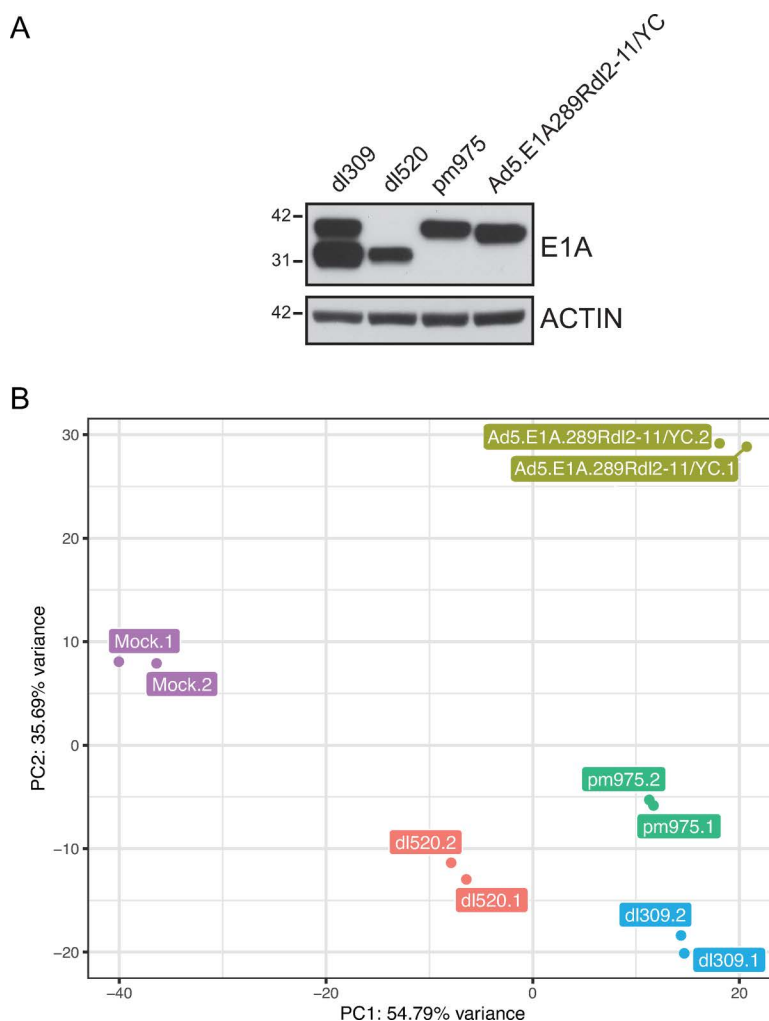 A
dl309
dl520
pm975
Ad5.E1A289Rdl2-11/YC
42
31
E1A
42
ACTIN
B
PC2: 35.69% variance
30
20
10
0
−10
−20
Ad5.E1A.289Rdl2-11/YC.2
Ad5.E1A.289Rdl2-11/YC.1
Mock.1
Mock.2
pm975.2
pm975.1
dl520.2
dl520.1
dl309.2
dl309.1
−40
−20
0
20
PC1: 54.79% variance